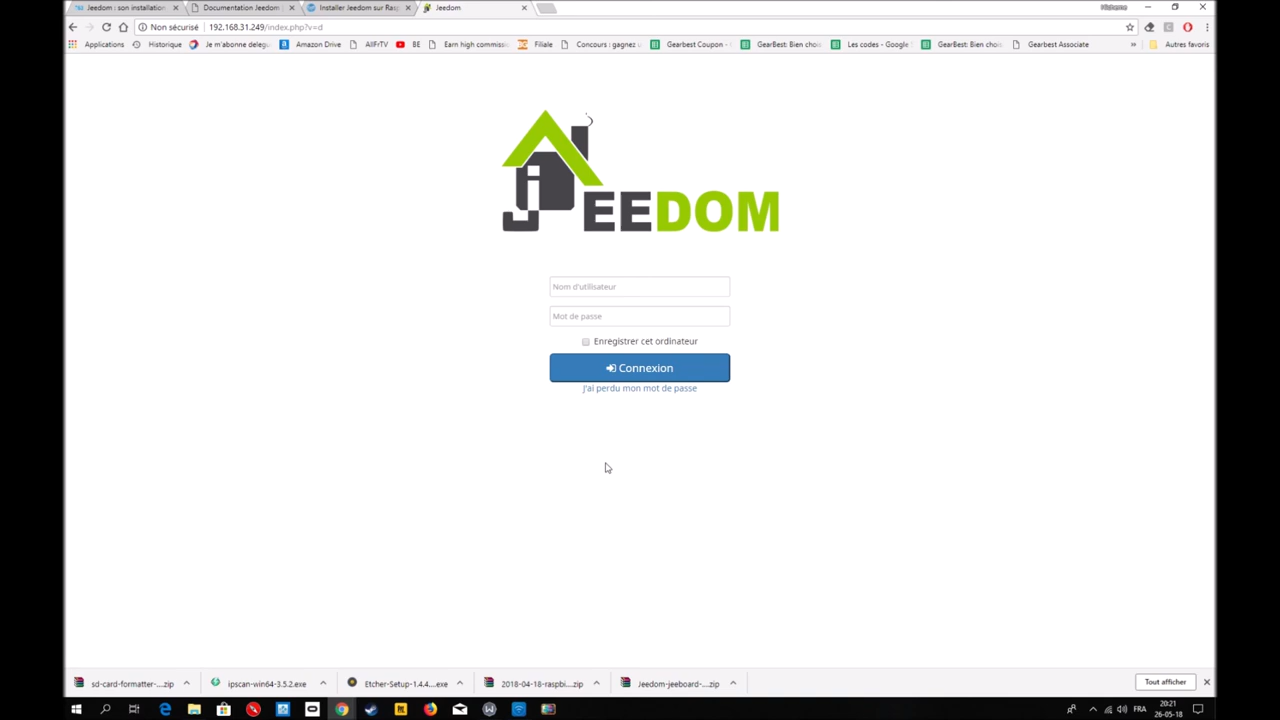 Jeedom : son installation
Documentation Jeedom
Installer Jeedom sur Rasp
Jeedom
Non sécurisé
192.168.31.249/index.php?v=d
Applications
Historique
Je m'abonne deleg
Amazon Drive
AllFrTV
BE
Earn high commissi
Filiale
Concours : gagnez u
Gearbest Coupon -
GearBest: Bien choi
Les codes - Google
GearBest: Bien choi
Gearbest Associate
»
Autres favoris
JEEDOM
Nom d'utilisateur
Mot de passe
Enregistrer cet ordinateur
Connexion
J'ai perdu mon mot de passe
sd-card-formatter-....zip
ipscan-win64-3.5.2.exe
Etcher-Setup-1.4.4....exe
2018-04-18-raspbi....zip
Jeedom-jeeboard-....zip
Tout afficher
FRA
20:21
26-05-18